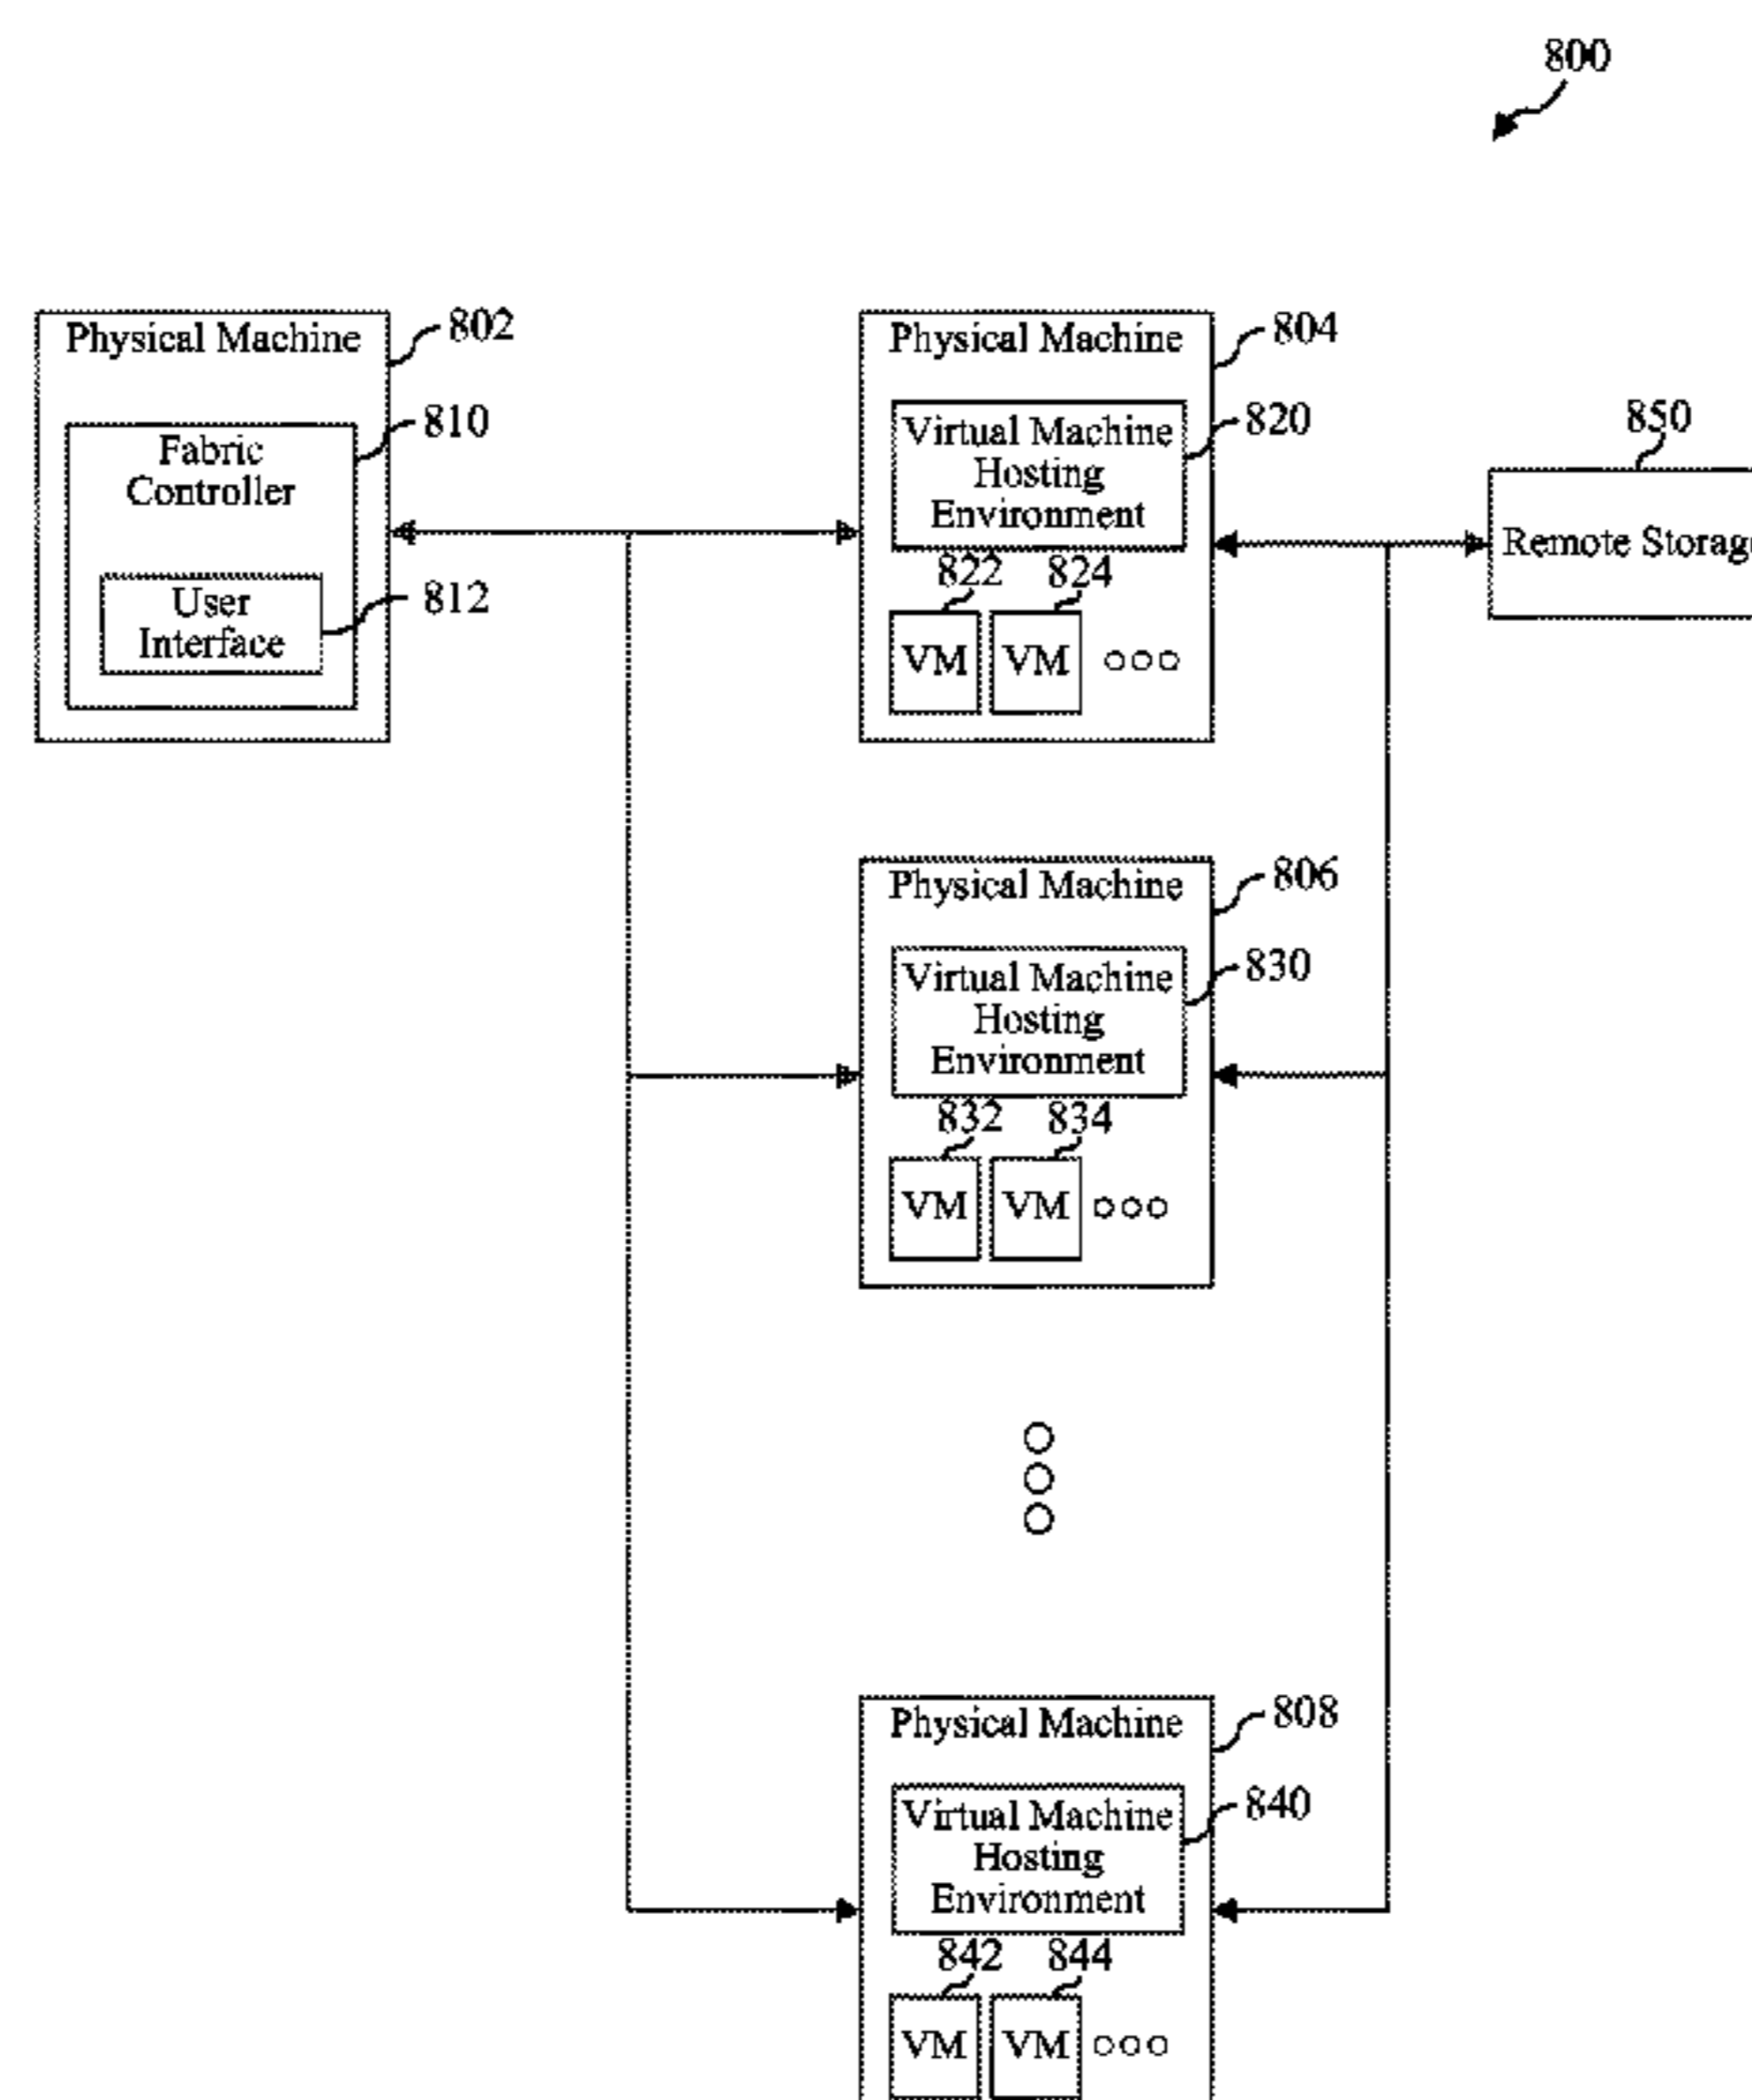 800
Physical Machine
802
Fabric
Controller
810
User
Interface
812
Physical Machine
804
Virtual Machine
Hosting
Environment
820
822 824
VM VM
850
Remote Storage
Physical Machine
806
Virtual Machine
Hosting
Environment
830
832 834
VM VM
Physical Machine
808
Virtual Machine
Hosting
Environment
840
842 844
VM VM